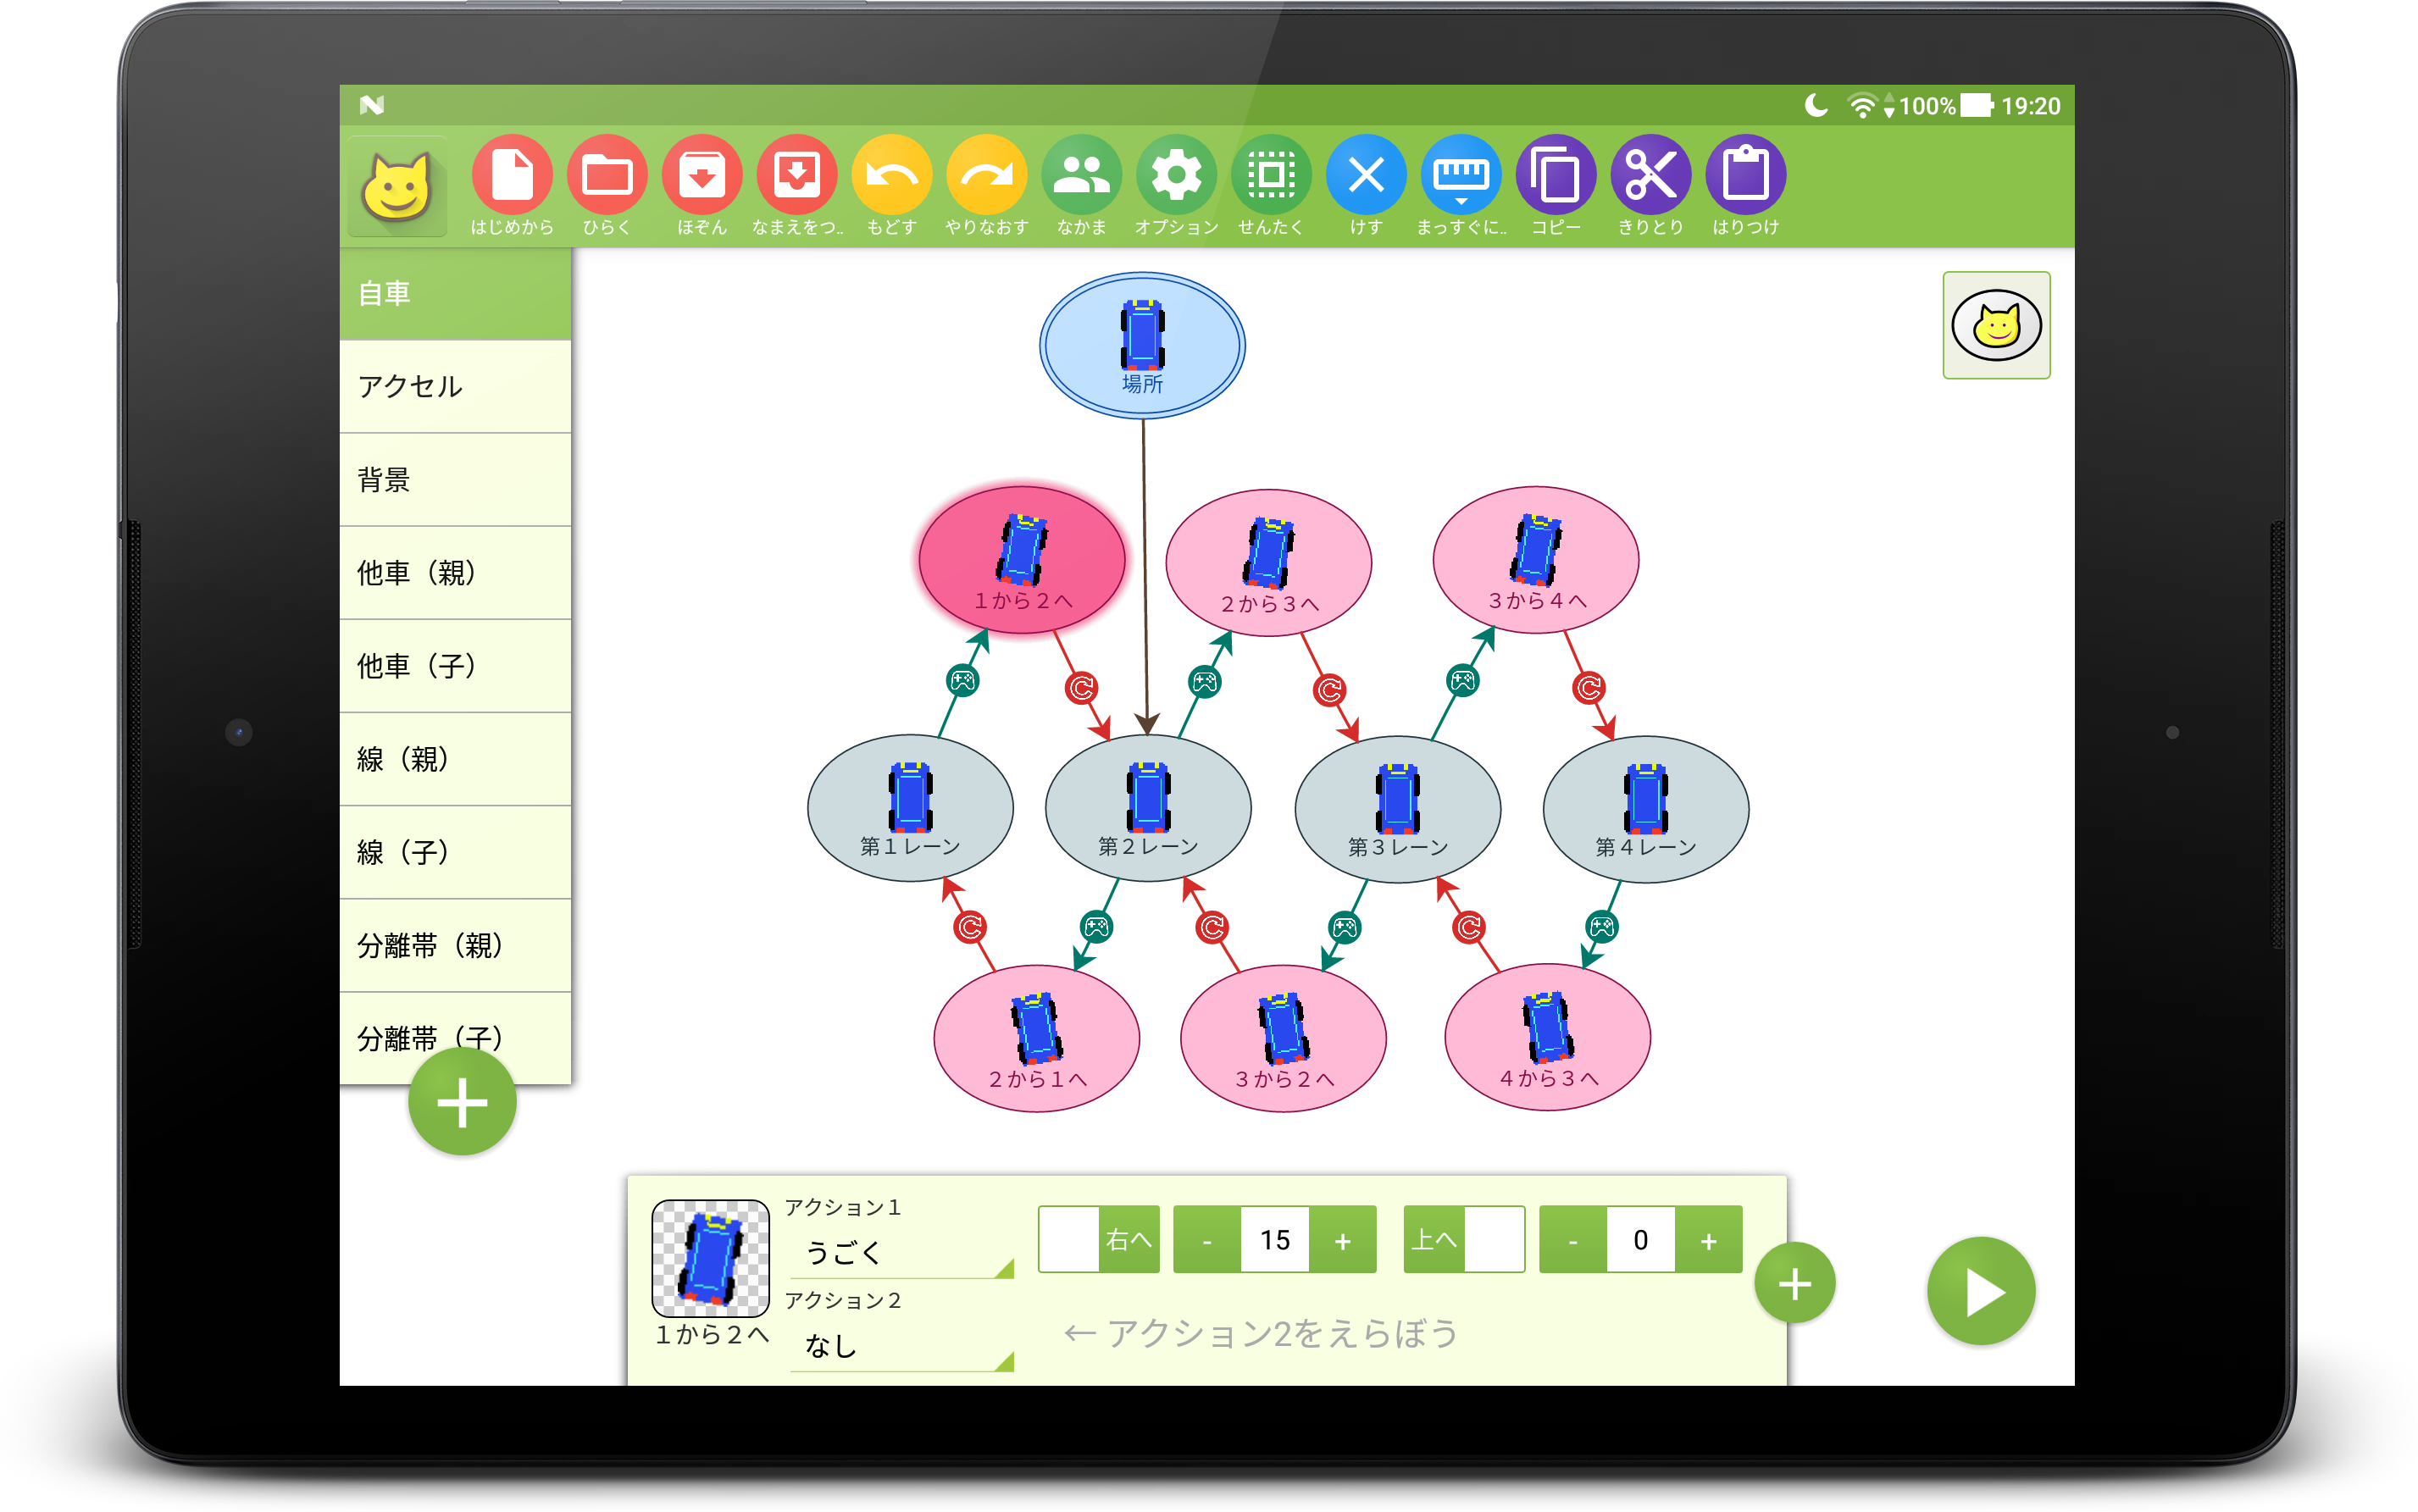 100% 19:20
はじめから ひらく ほぞん なまえをつ.. もどす やりなおす なかま オプション せんたく けす まっすぐに.. コピー きりとり はりつけ
自車
アクセル
背景
他車（親）
他車（子）
線（親）
線（子）
分離帯（親）
分離帯（子）
場所
１から２へ
２から３へ
３から４へ
第１レーン
第２レーン
第３レーン
第４レーン
２から１へ
３から２へ
４から３へ
１から２へ
アクション１
うごく
右へ
- 15 +
上へ
- 0 +
アクション２
なし
← アクション2をえらぼう